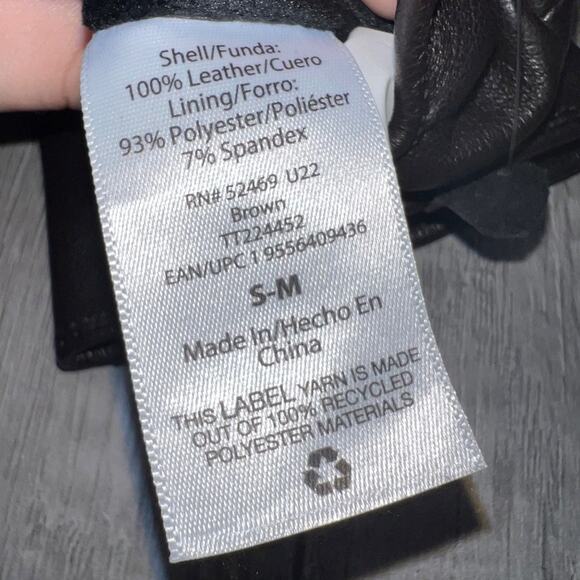 Shell/Funda:
100% Leather/Cuero
Lining/Forro:
93% Polyester/Poliéster
7% Spandex
RN# 52469 U22
Brown
TT224452
EAN/UPC 1 9556409436
S-M
Made In/Hecho En
China
THIS LABEL YARN IS MADE
OUT OF 100% RECYCLED
POLYESTER MATERIALS